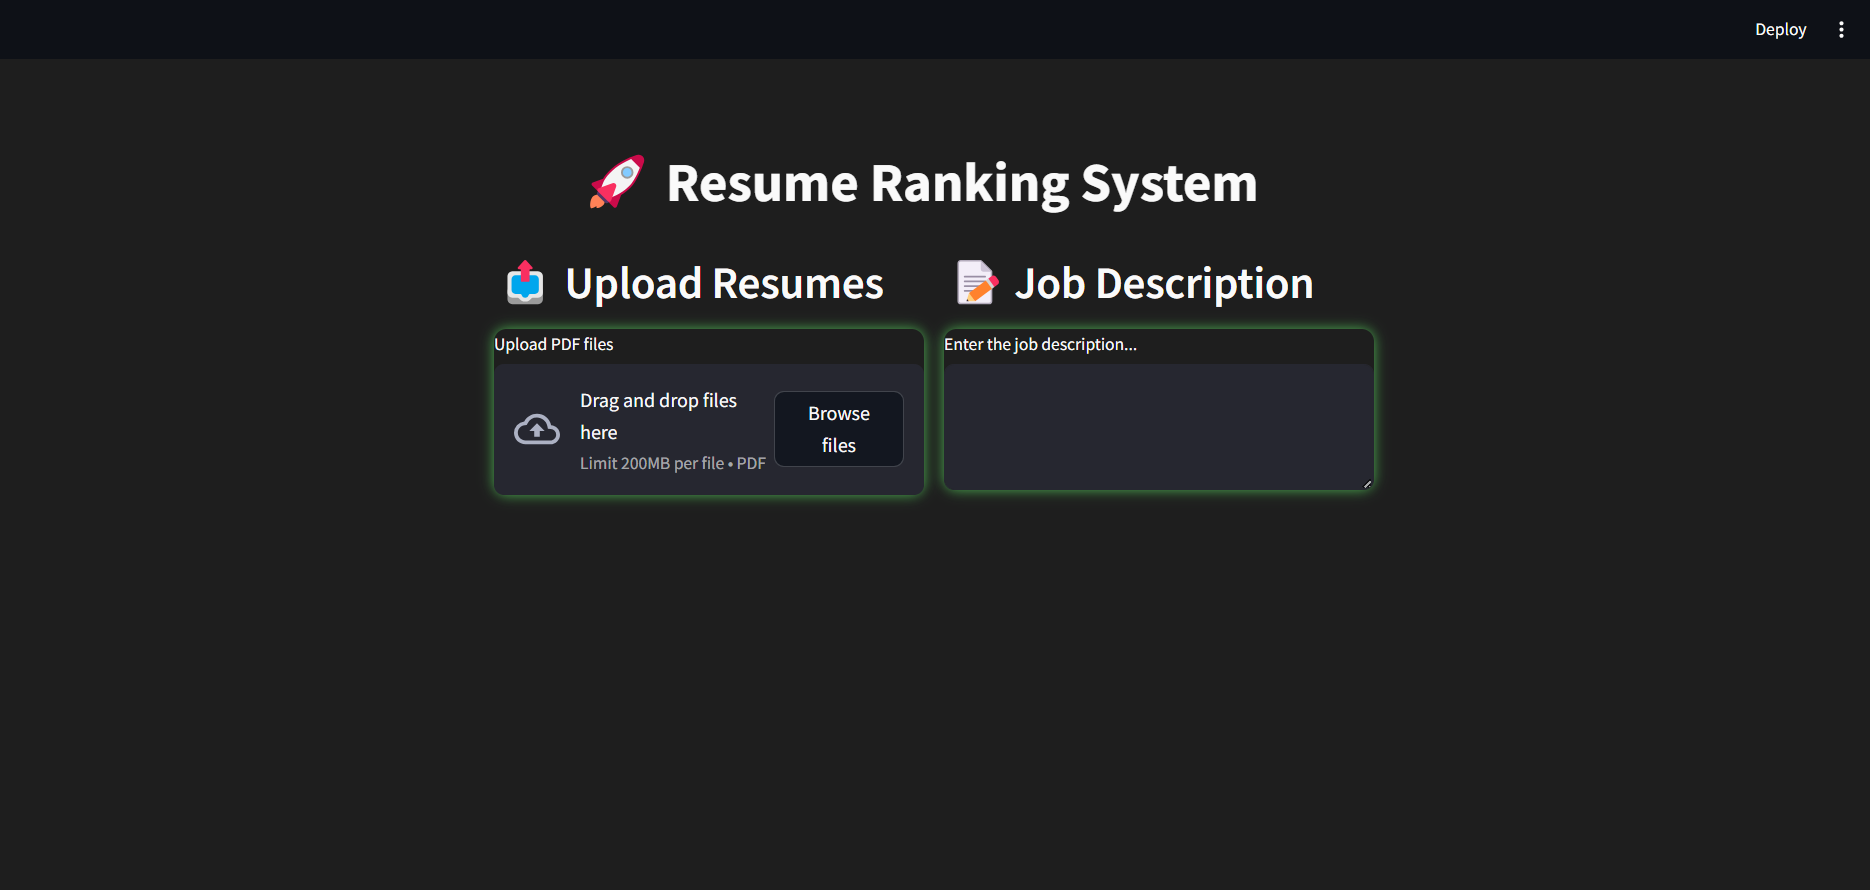 Deploy
Resume Ranking System
Upload Resumes
Job Description
Upload PDF files
Enter the job description...
Drag and drop files
here
Limit 200MB per file • PDF
Browse
files